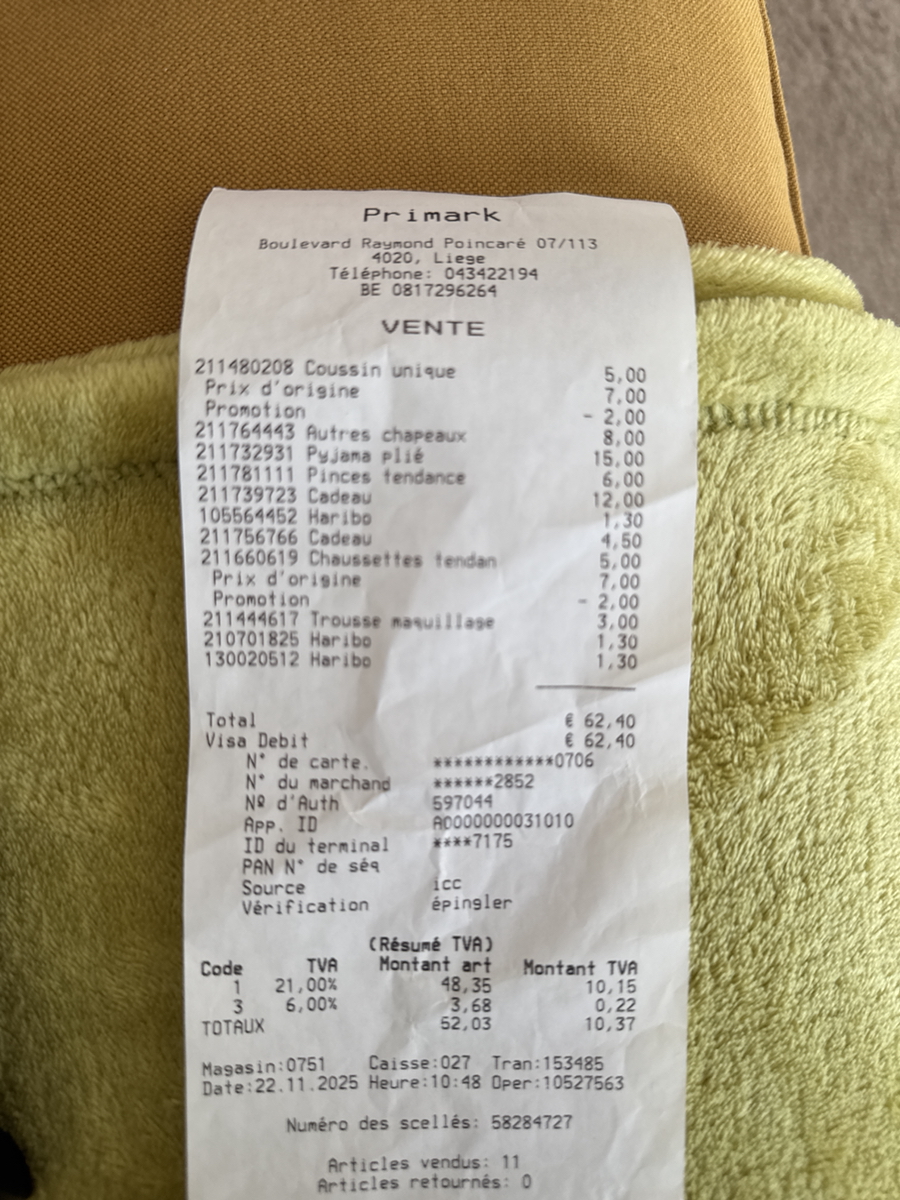 Primark
Boulevard Raymond Poincaré 07/113
4020, Liege
Téléphone: 043422194
BE 0817296264
VENTE
211480208 Coussin unique 5,00
Prix d'origine 7,00
Promotion - 2,00
211764443 Autres chapeaux 8,00
211732931 Pyjama plié 15,00
211781111 Pinces tendance 6,00
211739723 Cadeau 12,00
105564452 Haribo 1,30
211756766 Cadeau 4,50
211660619 Chaussettes tendan 5,00
Prix d'origine 7,00
Promotion - 2,00
211444617 Trousse maquillage 3,00
210701825 Haribo 1,30
130020512 Haribo 1,30
Total € 62,40
Visa Debit € 62,40
N° de carte. ************0706
N° du marchand ******2852
Nº d'Auth 597044
App. ID A0000000031010
ID du terminal ****7175
PAN N° de séq
Source icc
Vérification épingler
(Résumé TVA)
Code TVA Montant art Montant TVA
1 21,00% 48,35 10,15
3 6,00% 3,68 0,22
TOTAUX 52,03 10,37
Magasin:0751 Caisse:027 Tran:153485
Date:22.11.2025 Heure:10:48 Oper:10527563
Numéro des scellés: 58284727
Articles vendus: 11
Articles retournés: 0